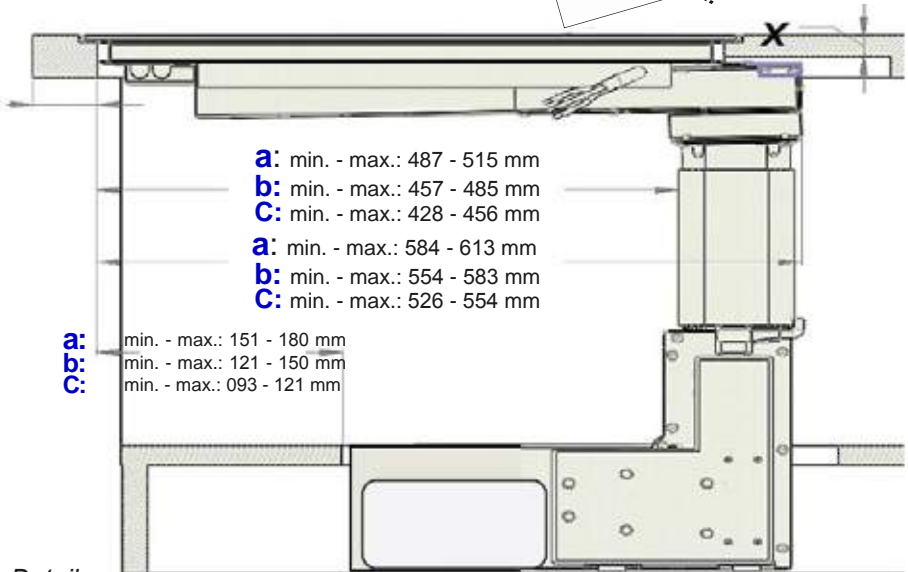 X
a: min. - max.: 487 - 515 mm
b: min. - max.: 457 - 485 mm
C: min. - max.: 428 - 456 mm
a: min. - max.: 584 - 613 mm
b: min. - max.: 554 - 583 mm
C: min. - max.: 526 - 554 mm
a: min. - max.: 151 - 180 mm
b: min. - max.: 121 - 150 mm
C: min. - max.: 093 - 121 mm